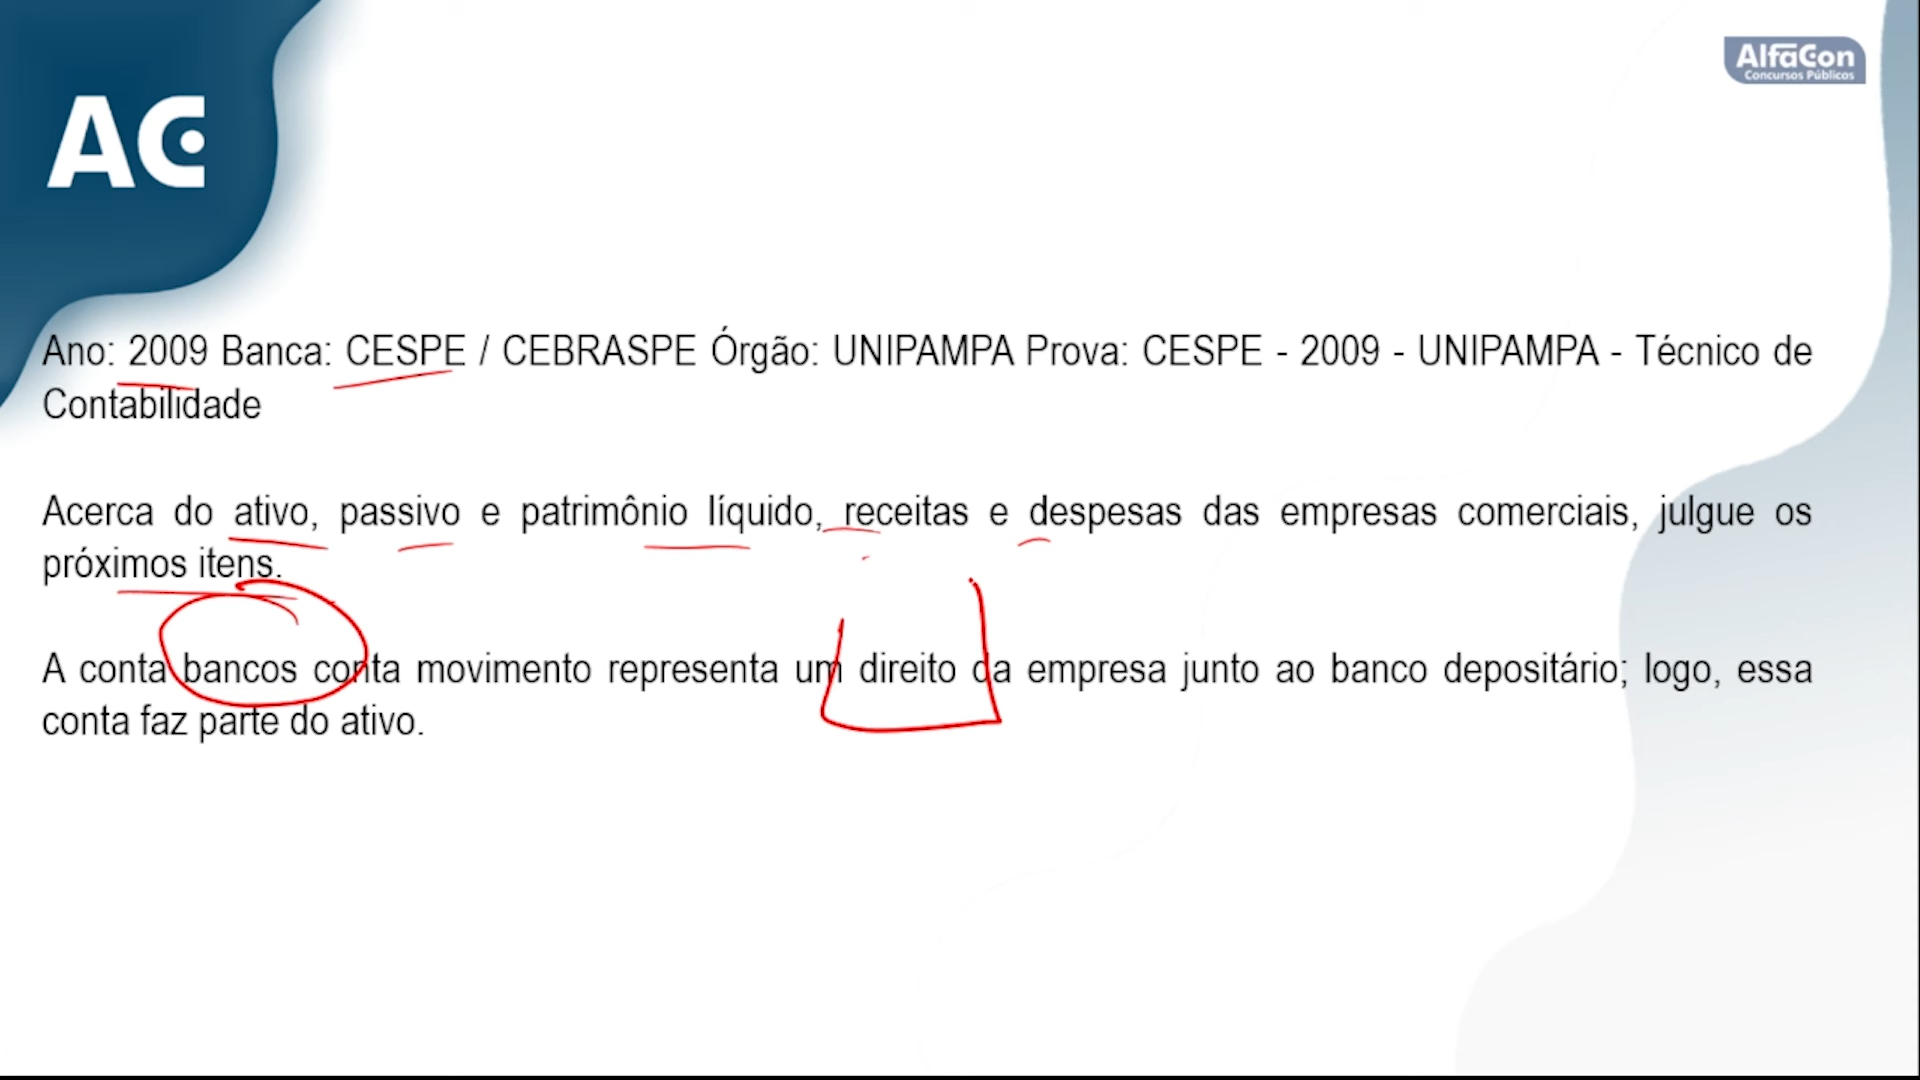 AlfaCon
Concursos Públicos
AC
Ano: 2009 Banca: CESPE / CEBRASPE Órgão: UNIPAMPA Prova: CESPE - 2009 - UNIPAMPA - Técnico de
Contabilidade
Acerca do ativo, passivo e patrimônio líquido, receitas e despesas das empresas comerciais, julgue os
próximos itens.
A conta bancos conta movimento representa um direito da empresa junto ao banco depositário; logo, essa
conta faz parte do ativo.